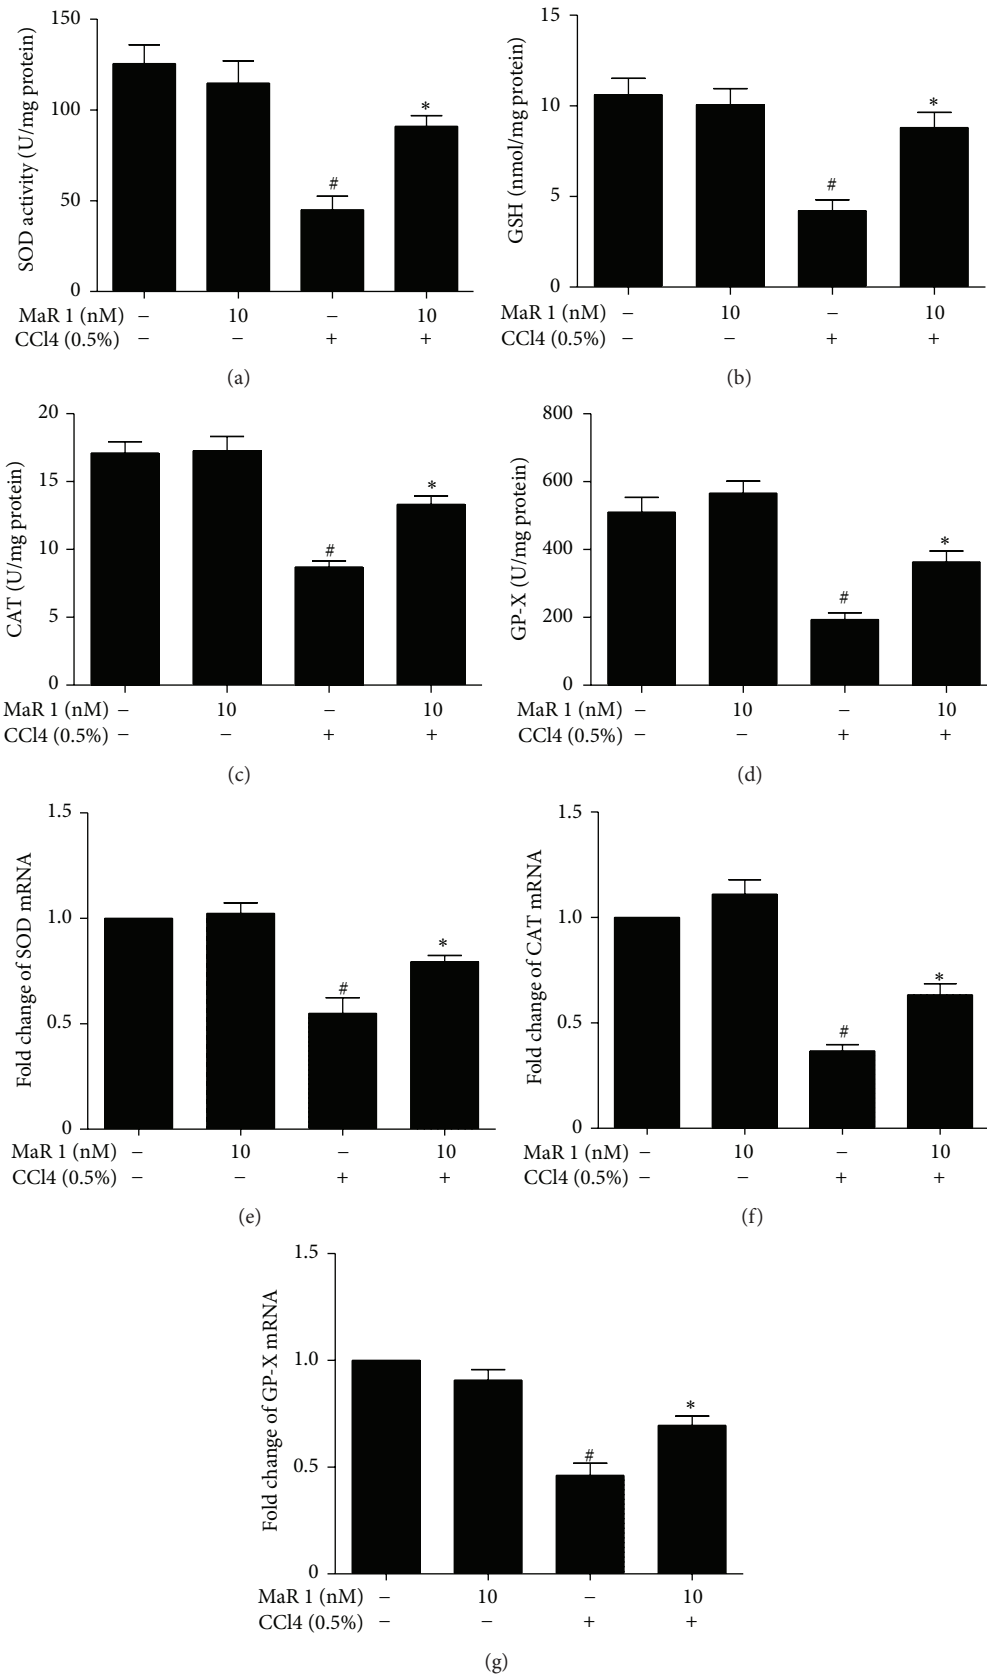 SOD activity (U/mg protein)
150
100
50
0
#
*
MaR 1 (nM) − 10 − 10
CCl4 (0.5%) − − + +
(a)
GSH (nmol/mg protein)
15
10
5
0
#
*
MaR 1 (nM) − 10 − 10
CCl4 (0.5%) − − + +
(b)
CAT (U/mg protein)
20
15
10
5
0
#
*
MaR 1 (nM) − 10 − 10
CCl4 (0.5%) − − + +
(c)
GP-X (U/mg protein)
800
600
400
200
0
#
*
MaR 1 (nM) − 10 − 10
CCl4 (0.5%) − − + +
(d)
Fold change of SOD mRNA
1.5
1.0
0.5
0
#
*
MaR 1 (nM) − 10 − 10
CCl4 (0.5%) − − + +
(e)
Fold change of CAT mRNA
1.5
1.0
0.5
0
#
*
MaR 1 (nM) − 10 − 10
CCl4 (0.5%) − − + +
(f)
Fold change of GP-X mRNA
1.5
1.0
0.5
0
#
*
MaR 1 (nM) − 10 − 10
CCl4 (0.5%) − − + +
(g)